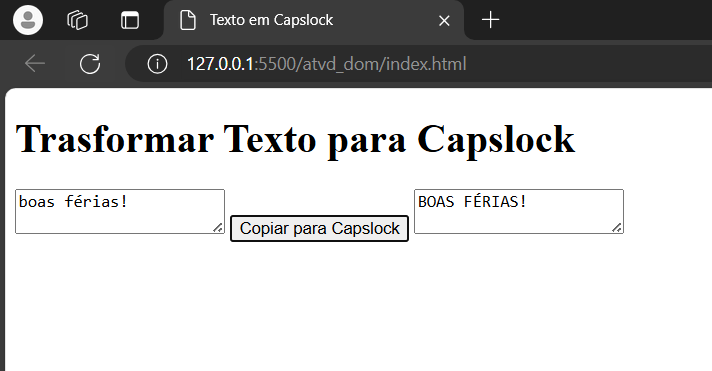 Texto em Capslock
127.0.0.1:5500/atvd_dom/index.html
Trasformar Texto para Capslock
boas férias! Copiar para Capslock BOAS FÉRIAS!